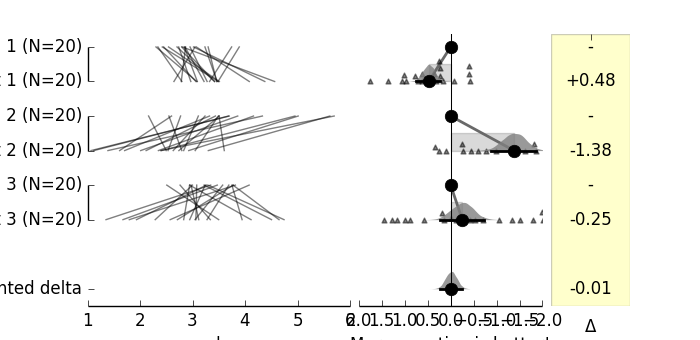 1 (N=20)
-
1 (N=20)
+0.48
2 (N=20)
-
2 (N=20)
-1.38
3 (N=20)
-
3 (N=20)
-0.25
delta
-0.01
1 2 3 4 5
Δ